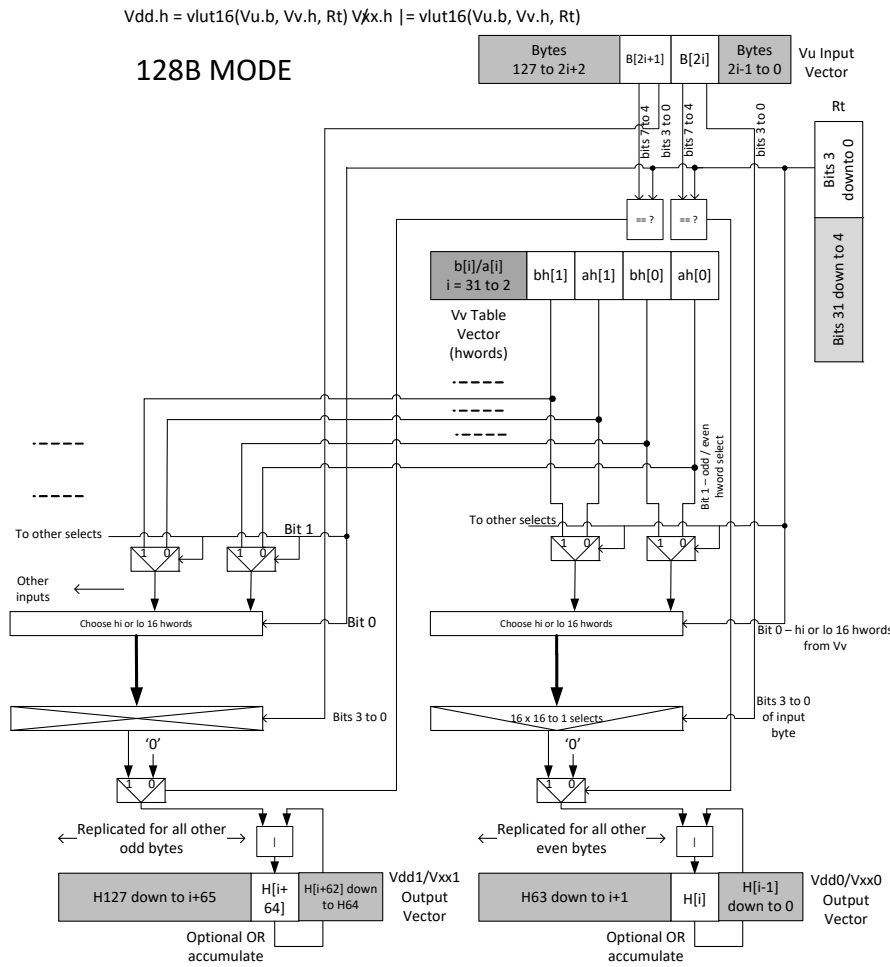 Vdd.h = vlut16(Vu.b, Vv.h, Rt) Vxx.h |= vlut16(Vu.b, Vv.h, Rt)
128B MODE
Bytes
127 to 2i+2
B[2i+1]
B[2i]
Bytes
2i-1 to 0
Vu Input
Vector
Rt
bits 7 to 4
bits 3 to 0
bits 7 to 4
bits 3 to 0
Bits 3
downto 0
Bits 31 down to 4
== ?
== ?
b[i]/a[i]
i = 31 to 2
bh[1]
ah[1]
bh[0]
ah[0]
Vv Table
Vector
(hwords)
Bit 1 – odd / even
hword select
To other selects
Bit 1
To other selects
1 0
1 0
1 0
1 0
Other
inputs
Choose hi or lo 16 hwords
Bit 0
Choose hi or lo 16 hwords
Bit 0 – hi or lo 16 hwords
from Vv
Bits 3 to 0
16 x 16 to 1 selects
Bits 3 to 0
of input
byte
‘0’
‘0’
1 0
1 0
Replicated for all other
odd bytes
|
Replicated for all other
even bytes
|
H127 down to i+65
H[i+
64]
H[i+62] down
to H64
Vdd1/Vxx1
Output
Vector
H63 down to i+1
H[i]
H[i-1]
down to 0
Vdd0/Vxx0
Output
Vector
Optional OR
accumulate
Optional OR
accumulate